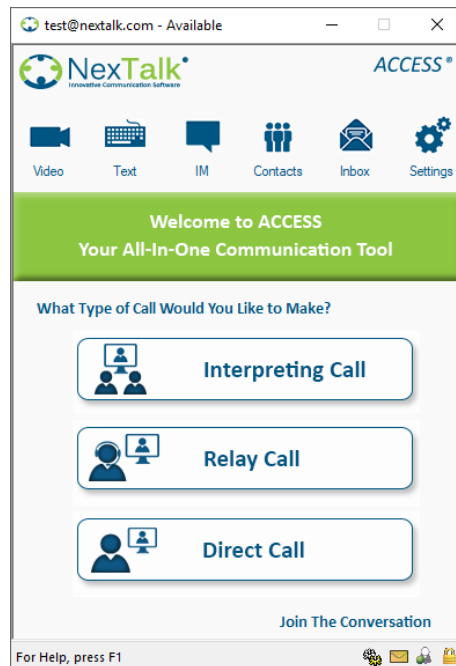 test@nextalk.com - Available
NexTalk
ACCESS®
Innovative Communication Software
Video Text IM Contacts Inbox Settings
Welcome to ACCESS
Your All-In-One Communication Tool
What Type of Call Would You Like to Make?
Interpreting Call
Relay Call
Direct Call
Join The Conversation
For Help, press F1